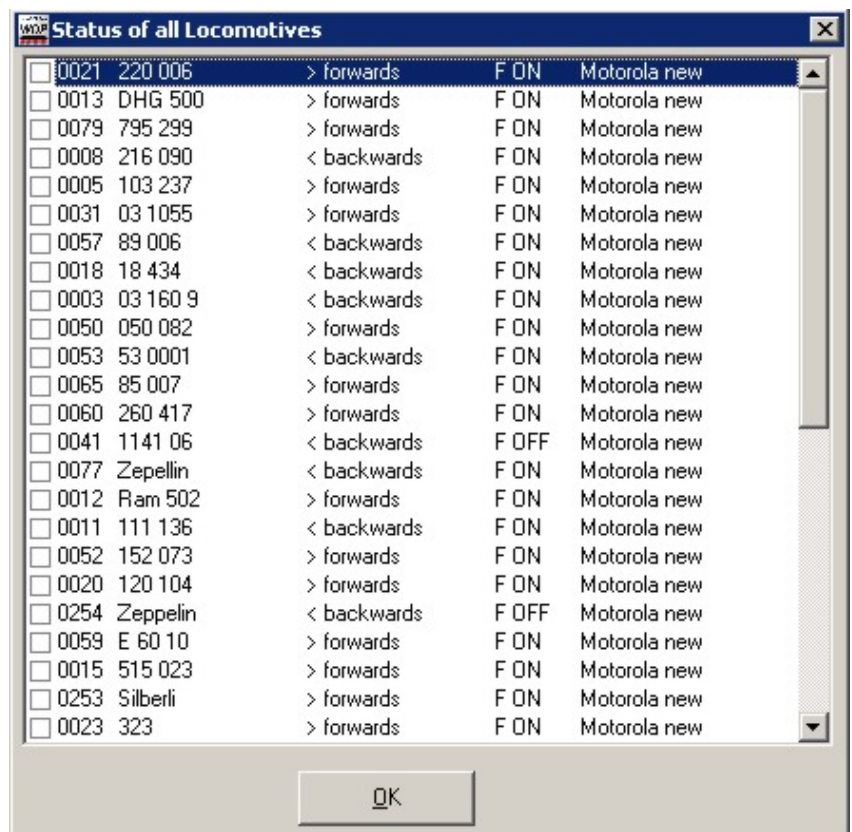 WDP Status of all Locomotives
0021 220 006 > forwards F ON Motorola new
0013 DHG 500 > forwards F ON Motorola new
0079 795 299 > forwards F ON Motorola new
0008 216 090 < backwards F ON Motorola new
0005 103 237 > forwards F ON Motorola new
0031 03 1055 > forwards F ON Motorola new
0057 89 006 < backwards F ON Motorola new
0018 18 434 < backwards F ON Motorola new
0003 03 160 9 < backwards F ON Motorola new
0050 050 082 > forwards F ON Motorola new
0053 53 0001 < backwards F ON Motorola new
0065 85 007 > forwards F ON Motorola new
0060 260 417 > forwards F ON Motorola new
0041 1141 06 < backwards F OFF Motorola new
0077 Zepellin < backwards F ON Motorola new
0012 Ram 502 > forwards F ON Motorola new
0011 111 136 < backwards F ON Motorola new
0052 152 073 > forwards F ON Motorola new
0020 120 104 > forwards F ON Motorola new
0254 Zeppelin < backwards F OFF Motorola new
0059 E 60 10 > forwards F ON Motorola new
0015 515 023 > forwards F ON Motorola new
0253 Silberli > forwards F ON Motorola new
0023 323 > forwards F ON Motorola new
OK